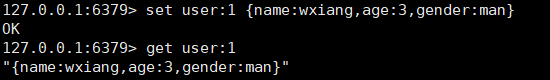 127.0.0.1:6379> set user:1 {name:wxiang,age:3,gender:man}
OK
127.0.0.1:6379> get user:1
"{name:wxiang,age:3,gender:man}"